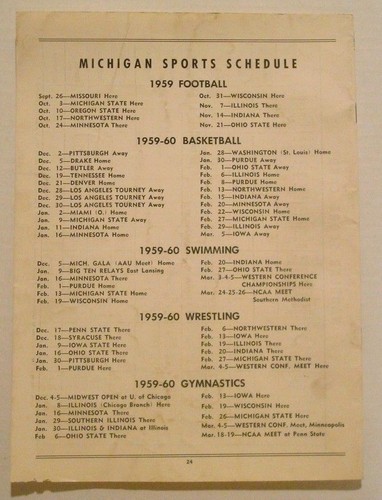 MICHIGAN SPORTS SCHEDULE
1959 FOOTBALL
Sept. 26—MISSOURI Here
Oct. 3—MICHIGAN STATE Here
Oct. 10—OREGON STATE Here
Oct. 17—NORTHWESTERN Here
Oct. 24—MINNESOTA There
Oct. 31—WISCONSIN Here
Nov. 7—ILLINOIS There
Nov. 14—INDIANA There
Nov. 21—OHIO STATE Here
1959-60 BASKETBALL
Dec. 2—PITTSBURGH Away
Dec. 5—DRAKE Home
Dec. 12—BUTLER Away
Dec. 19—TENNESSEE Home
Dec. 21—DENVER Home
Dec. 28—LOS ANGELES TOURNEY Away
Dec. 29—LOS ANGELES TOURNEY Away
Dec. 30—LOS ANGELES TOURNEY Away
Jan. 2—MIAMI (O.) Home
Jan. 9—MICHIGAN STATE Away
Jan. 11—INDIANA Home
Jan. 16—MINNESOTA Home
Jan. 28—WASHINGTON (St. Louis) Home
Jan. 30—PURDUE Away
Feb. 1—OHIO STATE Away
Feb. 6—ILLINOIS Home
Feb. 8—PURDUE Home
Feb. 13—NORTHWESTERN Home
Feb. 15—INDIANA Away
Feb. 20—MINNESOTA Away
Feb. 22—WISCONSIN Home
Feb. 27—MICHIGAN STATE Home
Feb. 29—ILLINOIS Away
Mar. 5—IOWA Away
1959-60 SWIMMING
Dec. 5—MICH. GALA (AAU Meet) Home
Jan. 9—BIG TEN RELAYS East Lansing
Jan. 16—MINNESOTA There
Feb. 1—PURDUE Home
Feb. 13—MICHIGAN STATE Home
Feb. 19—WISCONSIN Home
Feb. 20—INDIANA Home
Feb. 27—OHIO STATE There
Mar. 3-4-5—WESTERN CONFERENCE
CHAMPIONSHIPS Here
Mar. 24-25-26—NCAA MEET
Southern Methodist
1959-60 WRESTLING
Dec. 17—PENN STATE There
Dec. 18—SYRACUSE There
Jan. 9—IOWA STATE Here
Jan. 16—OHIO STATE There
Jan. 30—PITTSBURGH Here
Feb. 1—PURDUE Here
Feb. 6—NORTHWESTERN There
Feb. 13—IOWA Here
Feb. 19—ILLINOIS There
Feb. 20—INDIANA There
Feb. 27—MICHIGAN STATE There
Mar. 4-5—WESTERN CONF. MEET Here
1959-60 GYMNASTICS
Dec. 4-5—MIDWEST OPEN at U. of Chicago
Jan. 8—ILLINOIS (Chicago Branch) Here
Jan. 16—MINNESOTA There
Jan. 29—SOUTHERN ILLINOIS There
Jan. 30—ILLINOIS & INDIANA at Illinois
Feb 6—OHIO STATE There
Feb. 13—IOWA Here
Feb. 19—WISCONSIN Here
Feb. 26—MICHIGAN STATE Here
Mar. 4-5—WESTERN CONF. MEET, Minneapolis
Mar. 18-19—NCAA MEET at Penn State